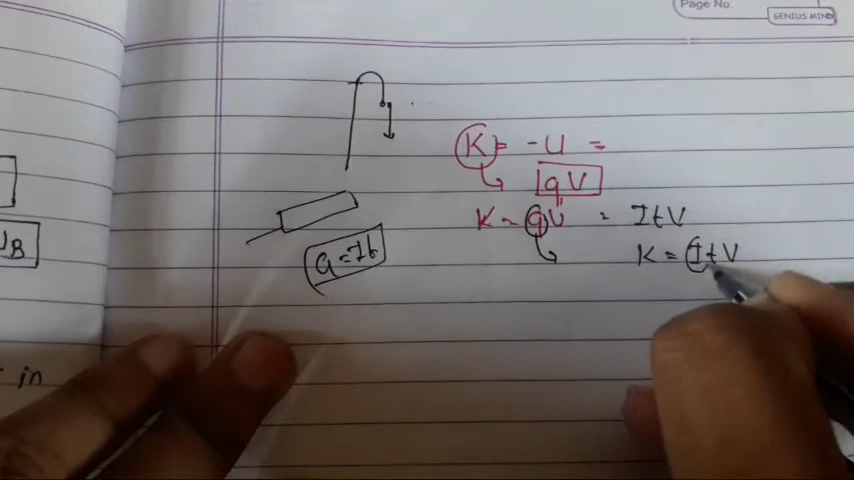 Page No.
GENIUS MIND
K = - U =
qV
K = qV = ItV
q = It
K = ItV
B
in